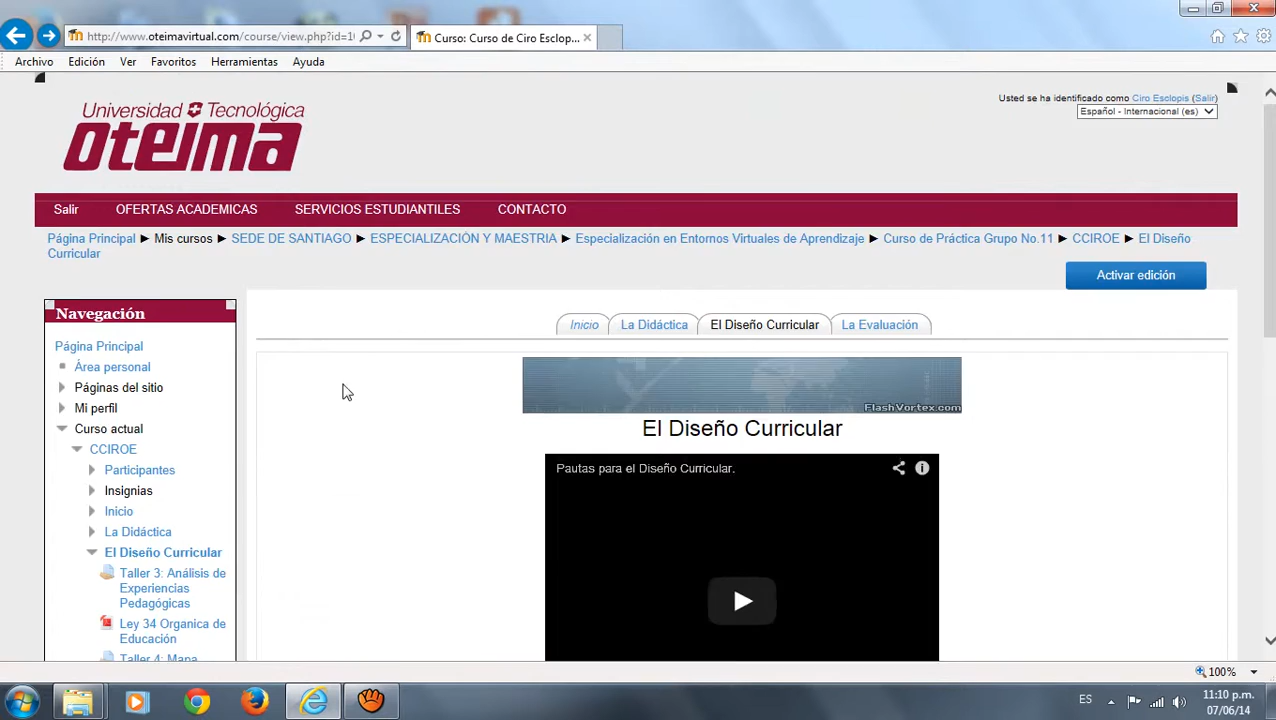 http://www.oteimavirtual.com/course/view.php?id=1
Curso: Curso de Ciro Esclop...
Archivo Edición Ver Favoritos Herramientas Ayuda
Universidad Tecnológica
oteima
Usted se ha identificado como Ciro Esclopis (Salir)
Español - Internacional (es)
Salir OFERTAS ACADEMICAS SERVICIOS ESTUDIANTILES CONTACTO
Página Principal ▶ Mis cursos ▶ SEDE DE SANTIAGO ▶ ESPECIALIZACIÓN Y MAESTRIA ▶ Especialización en Entornos Virtuales de Aprendizaje ▶ Curso de Práctica Grupo No.11 ▶ CCIROE ▶ El Diseño
Curricular
Activar edición
Navegación
Página Principal
Área personal
Páginas del sitio
Mi perfil
Curso actual
CCIROE
Participantes
Insignias
Inicio
La Didáctica
El Diseño Curricular
Taller 3: Análisis de
Experiencias
Pedagógicas
Ley 34 Organica de
Educación
Taller 4: Mapa
Inicio La Didáctica El Diseño Curricular La Evaluación
FlashVortex.com
El Diseño Curricular
Pautas para el Diseño Curricular.
100%
ES
11:10 p.m.
07/06/14